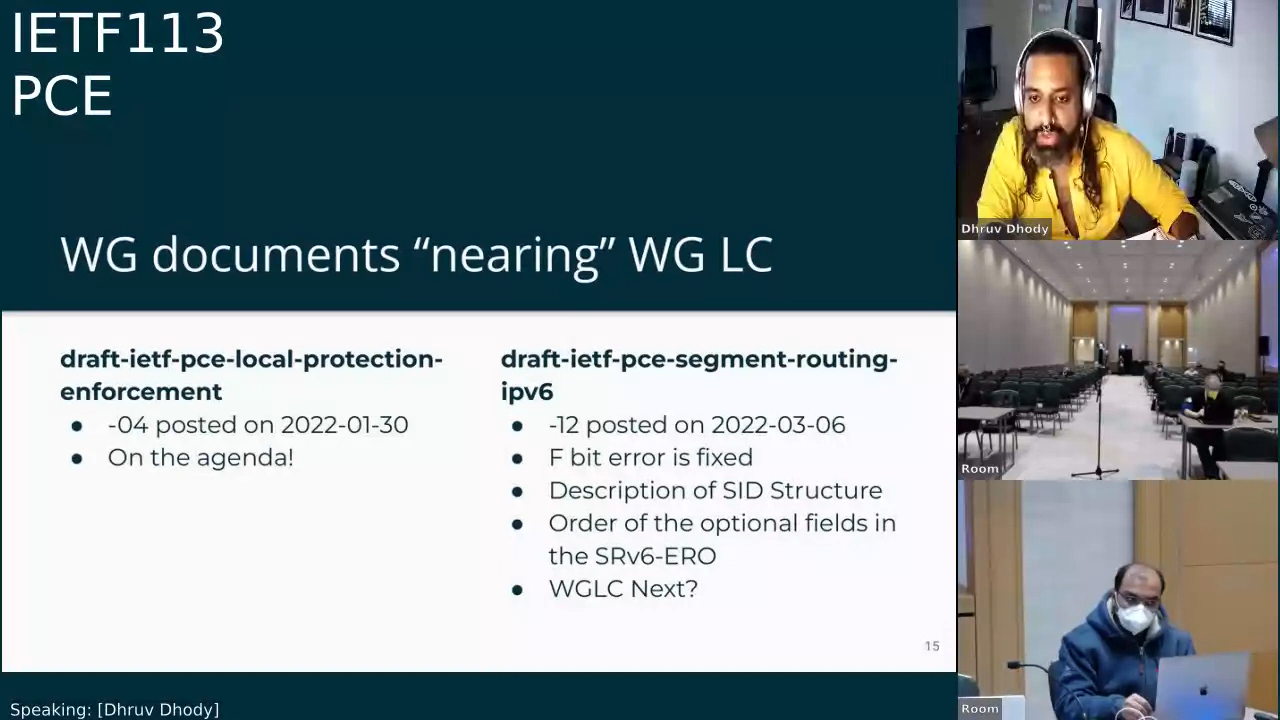 IETF113
PCE
WG documents “nearing” WG LC
draft-ietf-pce-local-protection-
enforcement
● -04 posted on 2022-01-30
● On the agenda!
draft-ietf-pce-segment-routing-
ipv6
● -12 posted on 2022-03-06
● F bit error is fixed
● Description of SID Structure
● Order of the optional fields in
the SRv6-ERO
● WGLC Next?
15
Speaking: [Dhruv Dhody]
Dhruv Dhody
Room
Room